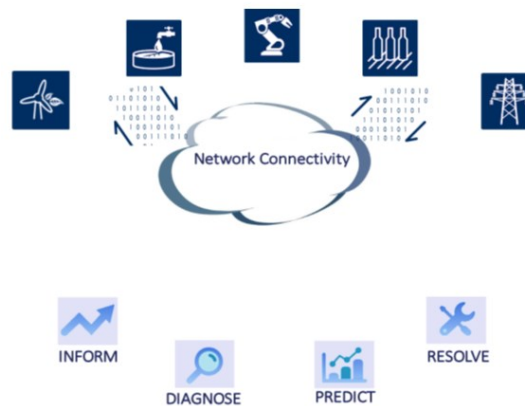 Network Connectivity
INFORM
DIAGNOSE
PREDICT
RESOLVE